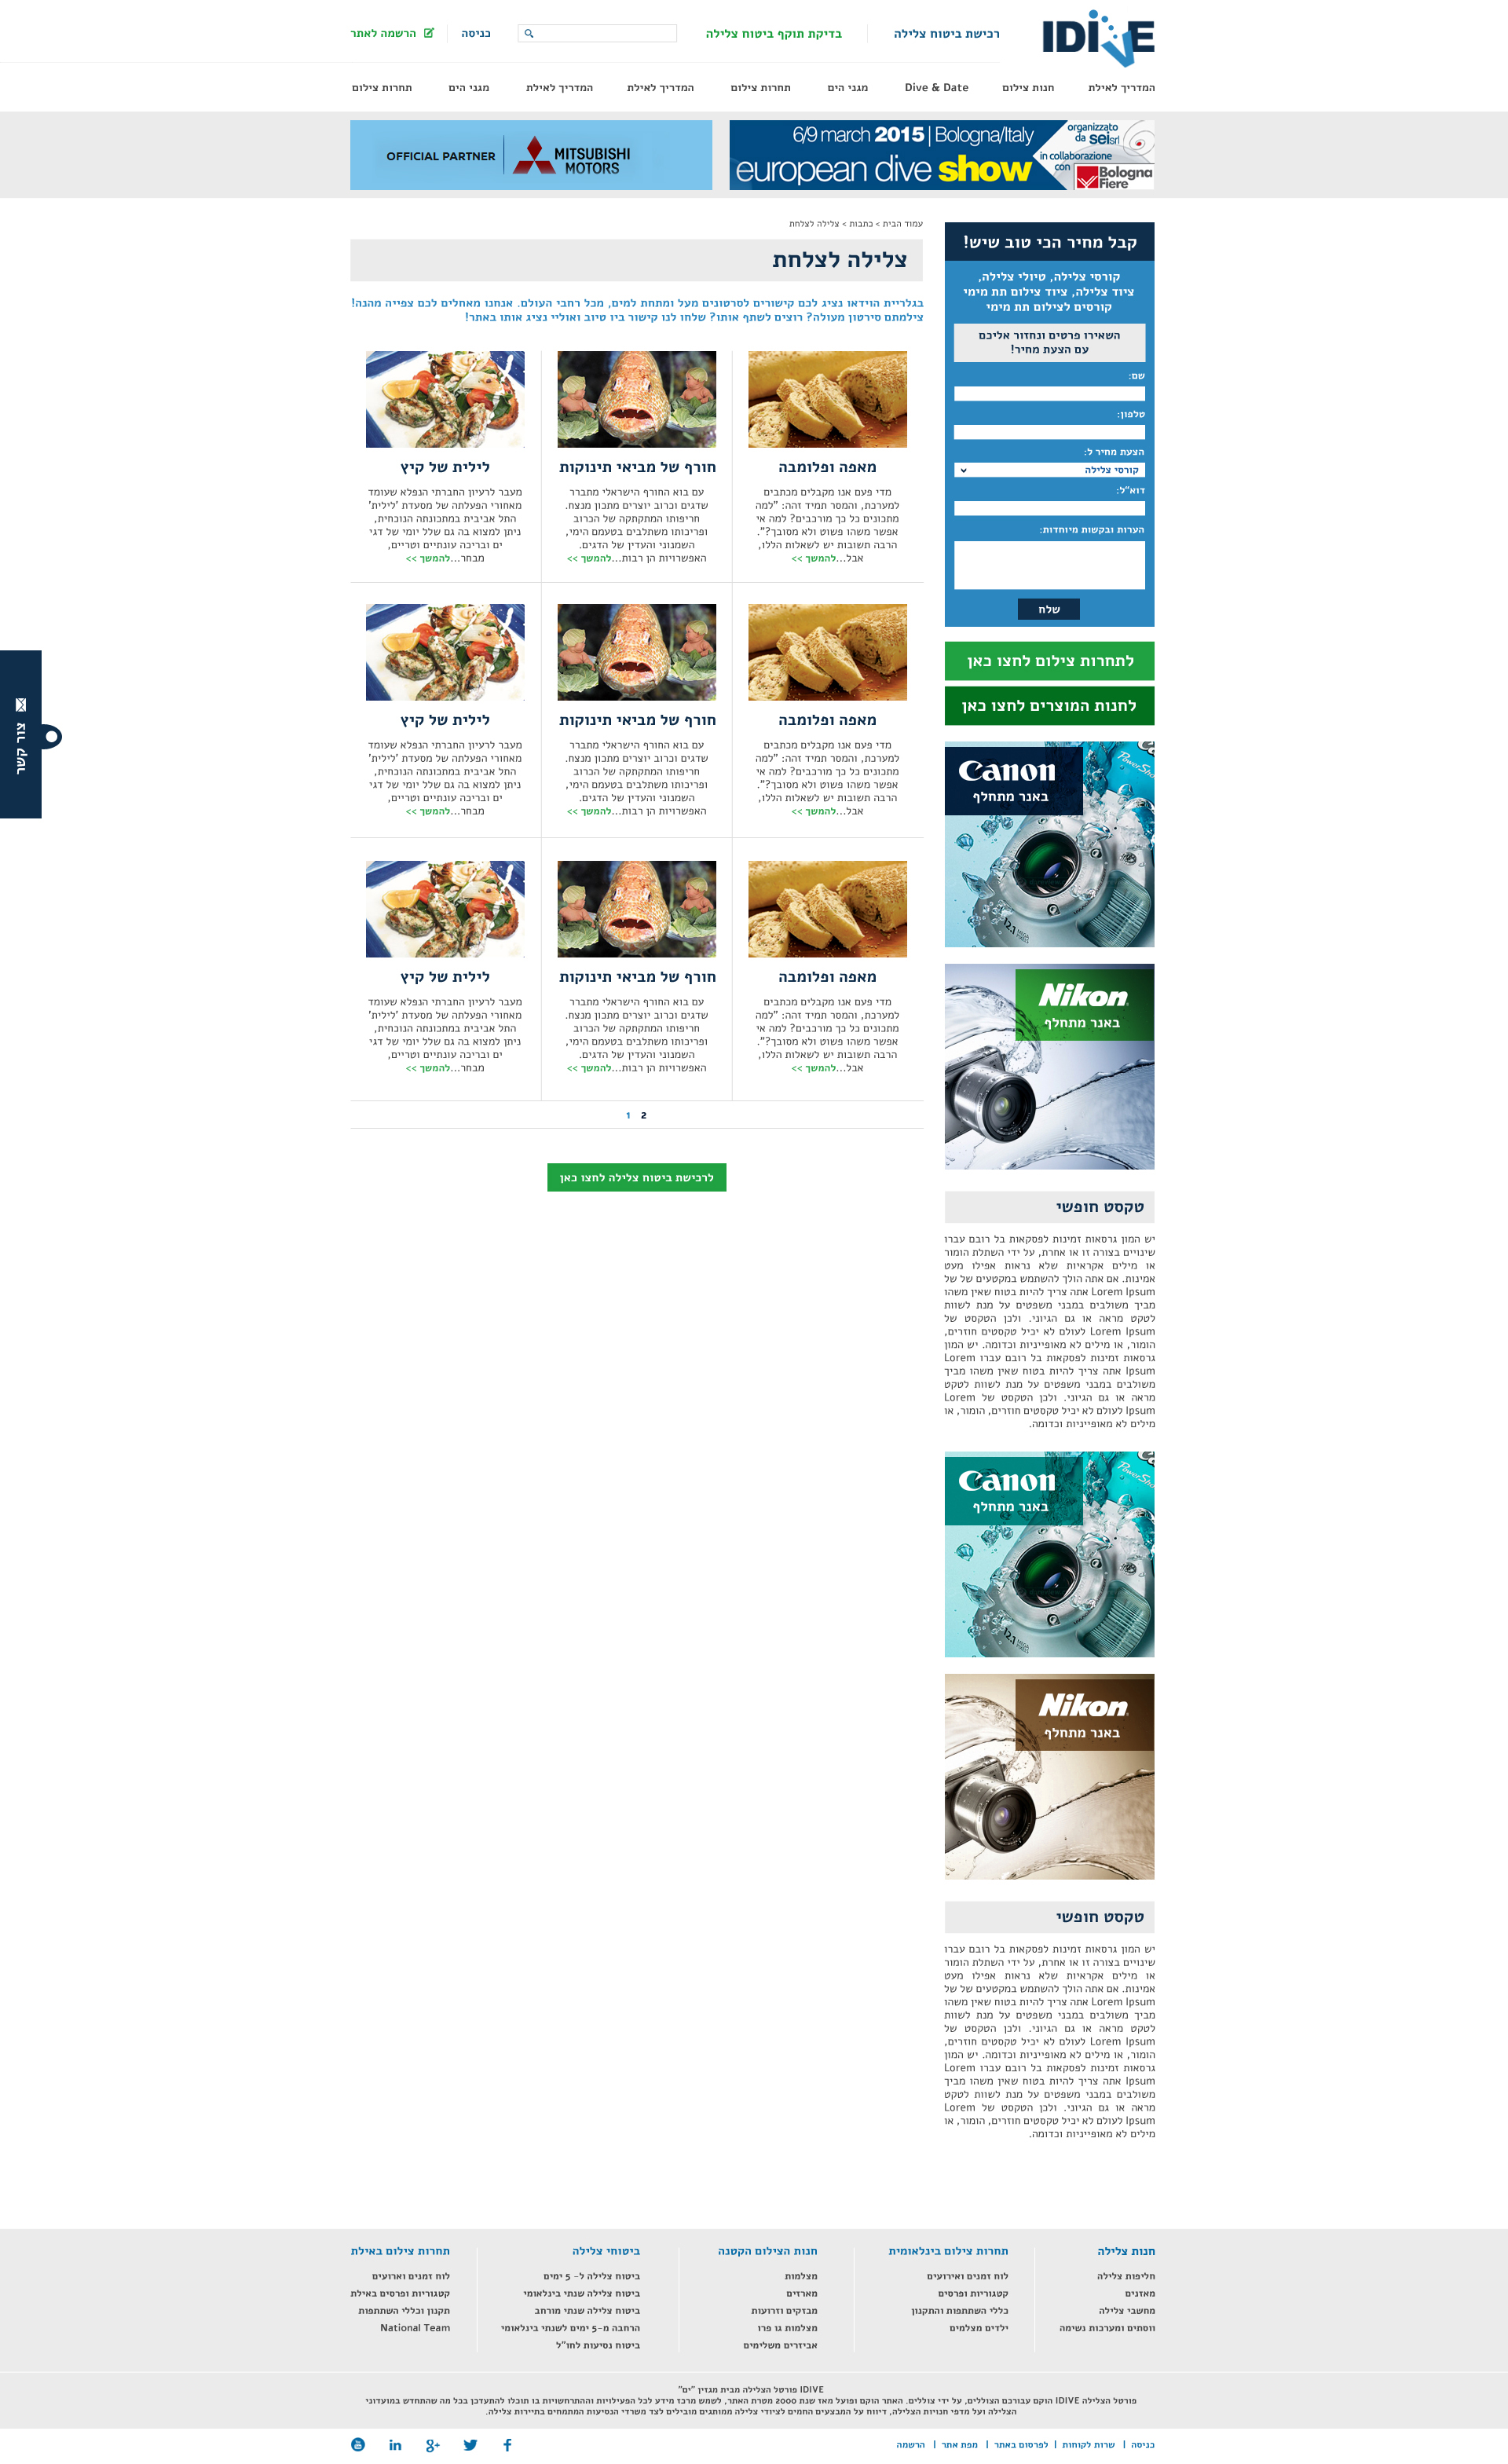 IDIVE
רכישת ביטוח צלילה
בדיקת תוקף ביטוח צלילה
כניסה
הרשמה לאתר
המדריך לאילת
חנות צילום
Dive & Date
מגני הים
תחרות צילום
המדריך לאילת
המדריך לאילת
מגני הים
תחרות צילום
6/9 march 2015 | Bologna/Italy
european dive show
organizzato
da sei srl
in collaborazione
con
Bologna
Fiere
OFFICIAL PARTNER
MITSUBISHI
MOTORS
קבל מחיר הכי טוב שיש!
קורסי צלילה, טיולי צלילה,
ציוד צלילה, ציוד צילום תת מימי
קורסים לצילום תת מימי
השאירו פרטים ונחזור אליכם
עם הצעת מחיר!
שם:
טלפון:
הצעת מחיר ל:
קורסי צלילה
דוא"ל:
הערות ובקשות מיוחדות:
שלח
לתחרות צילום לחצו כאן
לחנות המוצרים לחצו כאן
Canon
באנר מתחלף
PowerSho
12.1 MEGA PIXELS
Nikon
באנר מתחלף
טקסט חופשי
יש המון גרסאות זמינות לפסקאות בל רובם עברו
שינויים בצורה זו או אחרת, על ידי השתלת הומור
או מילים אקראיות שלא נראות אפילו מעט
אמינות. אם אתה הולך להשתמש במקטעים של של
Lorem Ipsum אתה צריך להיות בטוח שאין משהו
מביך משולבים במבני משפטים על מנת לשוות
לטקט מראה או גם הגיוני. ולכן הטקסט של
Lorem Ipsum לעולם לא יכיל טקסטים חוזרים,
הומור, או מילים לא מאופייניות וכדומה. יש המון
גרסאות זמינות לפסקאות בל רובם עברו Lorem
Ipsum אתה צריך להיות בטוח שאין משהו מביך
משולבים במבני משפטים על מנת לשוות לטקט
מראה או גם הגיוני. ולכן הטקסט של Lorem
Ipsum לעולם לא יכיל טקסטים חוזרים, הומור, או
מילים לא מאופייניות וכדומה.
Canon
באנר מתחלף
PowerSho
12.1 MEGA PIXELS
Nikon
באנר מתחלף
טקסט חופשי
יש המון גרסאות זמינות לפסקאות בל רובם עברו
שינויים בצורה זו או אחרת, על ידי השתלת הומור
או מילים אקראיות שלא נראות אפילו מעט
אמינות. אם אתה הולך להשתמש במקטעים של של
Lorem Ipsum אתה צריך להיות בטוח שאין משהו
מביך משולבים במבני משפטים על מנת לשוות
לטקט מראה או גם הגיוני. ולכן הטקסט של
Lorem Ipsum לעולם לא יכיל טקסטים חוזרים,
הומור, או מילים לא מאופייניות וכדומה. יש המון
גרסאות זמינות לפסקאות בל רובם עברו Lorem
Ipsum אתה צריך להיות בטוח שאין משהו מביך
משולבים במבני משפטים על מנת לשוות לטקט
מראה או גם הגיוני. ולכן הטקסט של Lorem
Ipsum לעולם לא יכיל טקסטים חוזרים, הומור, או
מילים לא מאופייניות וכדומה.
עמוד הבית > כתבות > צלילה לצלחת
צלילה לצלחת
בגלריית הוידאו נציג לכם קישורים לסרטונים מעל ומתחת למים, מכל רחבי העולם. אנחנו מאחלים לכם צפייה מהנה!
צילמתם סירטון מעולה? רוצים לשתף אותו? שלחו לנו קישור ביו טיוב ואוליי נציג אותו באתר!
מאפה ופלומבה
מדי פעם אנו מקבלים מכתבים
למערכת, והמסר תמיד זהה: "למה
מתכונים כל כך מורכבים? למה אי
אפשר משהו פשוט ולא מסובך?".
הרבה תשובות יש לשאלות הללו,
אבל...להמשך >>
חורף של מביאי תינוקות
עם בוא החורף הישראלי מתברר
שדגים וכרוב יוצרים מתכון מנצח.
חריפותו המתקתקה של הכרוב
ופריכותו משתלבים בטעמם הימי,
השמנוני והעדין של הדגים.
האפשרויות הן רבות...להמשך >>
לילית של קיץ
מעבר לרעיון החברתי הנפלא שעומד
מאחורי הפעלתה של מסעדת 'לילית'
התל אביבית במתכונתה הנוכחית,
ניתן למצוא בה גם שלל יומי של דגי
ים ובריכה עונתיים וטריים,
מבחר...להמשך >>
מאפה ופלומבה
מדי פעם אנו מקבלים מכתבים
למערכת, והמסר תמיד זהה: "למה
מתכונים כל כך מורכבים? למה אי
אפשר משהו פשוט ולא מסובך?".
הרבה תשובות יש לשאלות הללו,
אבל...להמשך >>
חורף של מביאי תינוקות
עם בוא החורף הישראלי מתברר
שדגים וכרוב יוצרים מתכון מנצח.
חריפותו המתקתקה של הכרוב
ופריכותו משתלבים בטעמם הימי,
השמנוני והעדין של הדגים.
האפשרויות הן רבות...להמשך >>
לילית של קיץ
מעבר לרעיון החברתי הנפלא שעומד
מאחורי הפעלתה של מסעדת 'לילית'
התל אביבית במתכונתה הנוכחית,
ניתן למצוא בה גם שלל יומי של דגי
ים ובריכה עונתיים וטריים,
מבחר...להמשך >>
מאפה ופלומבה
מדי פעם אנו מקבלים מכתבים
למערכת, והמסר תמיד זהה: "למה
מתכונים כל כך מורכבים? למה אי
אפשר משהו פשוט ולא מסובך?".
הרבה תשובות יש לשאלות הללו,
אבל...להמשך >>
חורף של מביאי תינוקות
עם בוא החורף הישראלי מתברר
שדגים וכרוב יוצרים מתכון מנצח.
חריפותו המתקתקה של הכרוב
ופריכותו משתלבים בטעמם הימי,
השמנוני והעדין של הדגים.
האפשרויות הן רבות...להמשך >>
לילית של קיץ
מעבר לרעיון החברתי הנפלא שעומד
מאחורי הפעלתה של מסעדת 'לילית'
התל אביבית במתכונתה הנוכחית,
ניתן למצוא בה גם שלל יומי של דגי
ים ובריכה עונתיים וטריים,
מבחר...להמשך >>
1 2
לרכישת ביטוח צלילה לחצו כאן
צור קשר
חנות צלילה
חליפות צלילה
מאזנים
מחשבי צלילה
ווסתים ומערכות נשימה
תחרות צילום בינלאומית
לוח זמנים ואירועים
קטגוריות ופרסים
כללי השתתפות והתקנון
ילדים מצלמים
חנות הצילום הקטנה
מצלמות
מארזים
מבזקים וזרועות
מצלמות גו פרו
אביזרים משלימים
ביטוחי צלילה
ביטוח צלילה ל- 5 ימים
ביטוח צלילה שנתי בינלאומי
ביטוח צלילה שנתי מורחב
הרחבה מ-5 ימים לשנתי בינלאומי
ביטוח נסיעות לחו"ל
תחרות צילום באילת
לוח זמנים וארועים
קטגוריות ופרסים באילת
תקנון וכללי השתתפות
National Team
IDIVE פורטל הצלילה מבית מגזין "ים"
פורטל הצלילה IDIVE הוקם עבורכם הצוללים, על ידי צוללים. האתר הוקם ופועל מאז שנת 2000 מטרת האתר, לשמש מרכז מידע לכל הפעילויות וההתרחשויות בו תוכלו להתעדכן בכל מה שהתחדש במועדוני
הצלילה ועל מדפי חנויות הצלילה, דיווח על המבצעים החמים לציודי צלילה ממותגים מובילים לצד משרדי הנסיעות המתמחים בתיירות צלילה.
כניסה | שרות לקוחות | לפרסום באתר | מפת אתר | הרשמה